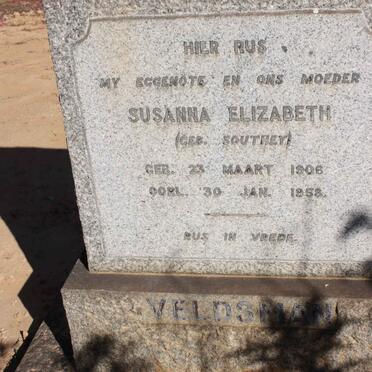 HIER RUS
MY EGGENOTE EN ONS MOEDER
SUSANNA ELIZABETH
(GEB. SOUTHEY)
GEB. 23 MAART 1906
OORL. 30 JAN. 1958.
RUS IN VREDE.
VELDSMAN